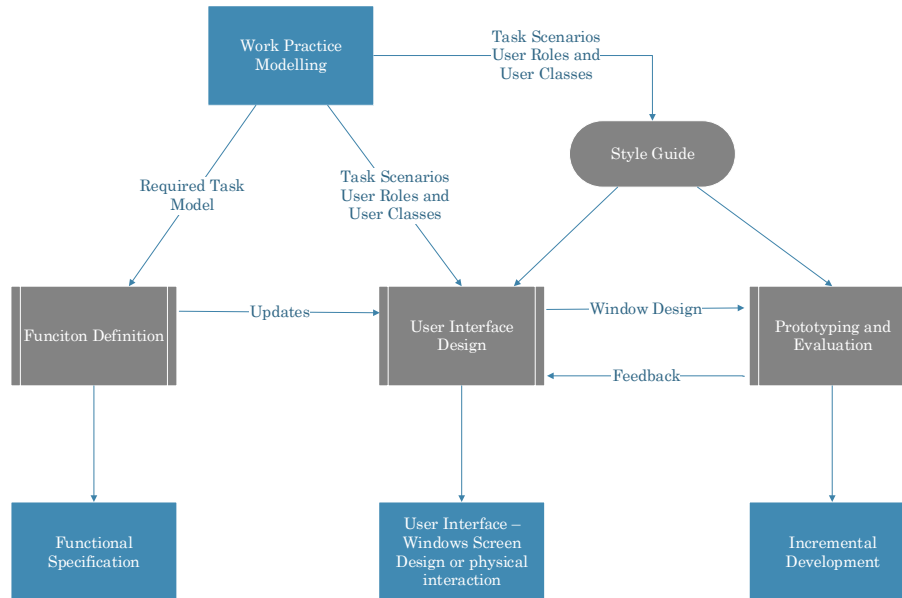 Work Practice
Modelling
Task Scenarios
User Roles and
User Classes
Style Guide
Required Task
Model
Task Scenarios
User Roles and
User Classes
Funciton Definition
Updates
User Interface
Design
Window Design
Feedback
Prototyping and
Evaluation
Functional
Specification
User Interface –
Windows Screen
Design or physical
interaction
Incremental
Development